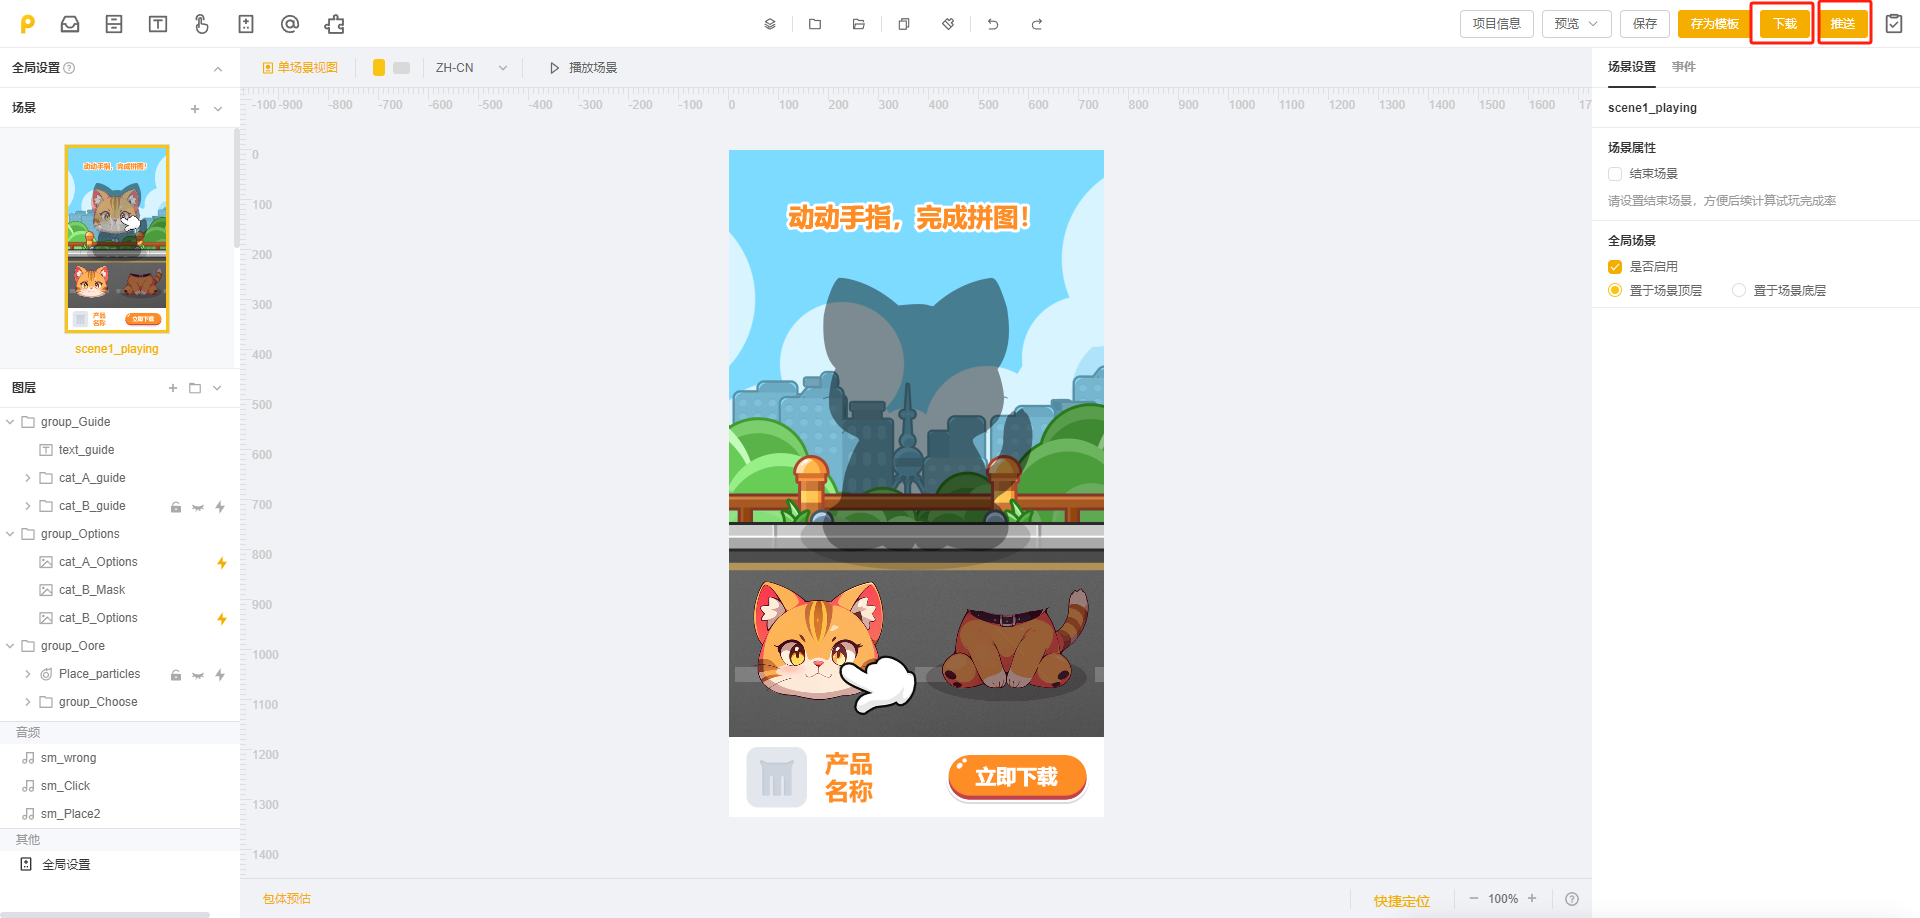 项目信息
预览
保存
存为模板
下载
推送
全局设置
单场景视图
ZH-CN
播放场景
场景设置
事件
场景
scene1_playing
-100 -900 -800 -700 -600 -500 -400 -300 -200 -100 0 100 200 300 400 500 600 700 800 900 1000 1100 1200 1300 1400 1500 1600 17
0
100
200
300
400
500
600
700
800
900
1000
1100
1200
1300
1400
动动手指，完成拼图！
产品
名称
立即下载
scene1_playing
图层
group_Guide
text_guide
cat_A_guide
cat_B_guide
group_Options
cat_A_Options
cat_B_Mask
cat_B_Options
group_Oore
Place_particles
group_Choose
音频
sm_wrong
sm_Click
sm_Place2
其他
全局设置
动动手指，完成拼图！
产品
名称
立即下载
场景属性
结束场景
请设置结束场景，方便后续计算试玩完成率
全局场景
是否启用
置于场景顶层
置于场景底层
包体预估
快捷定位
100%